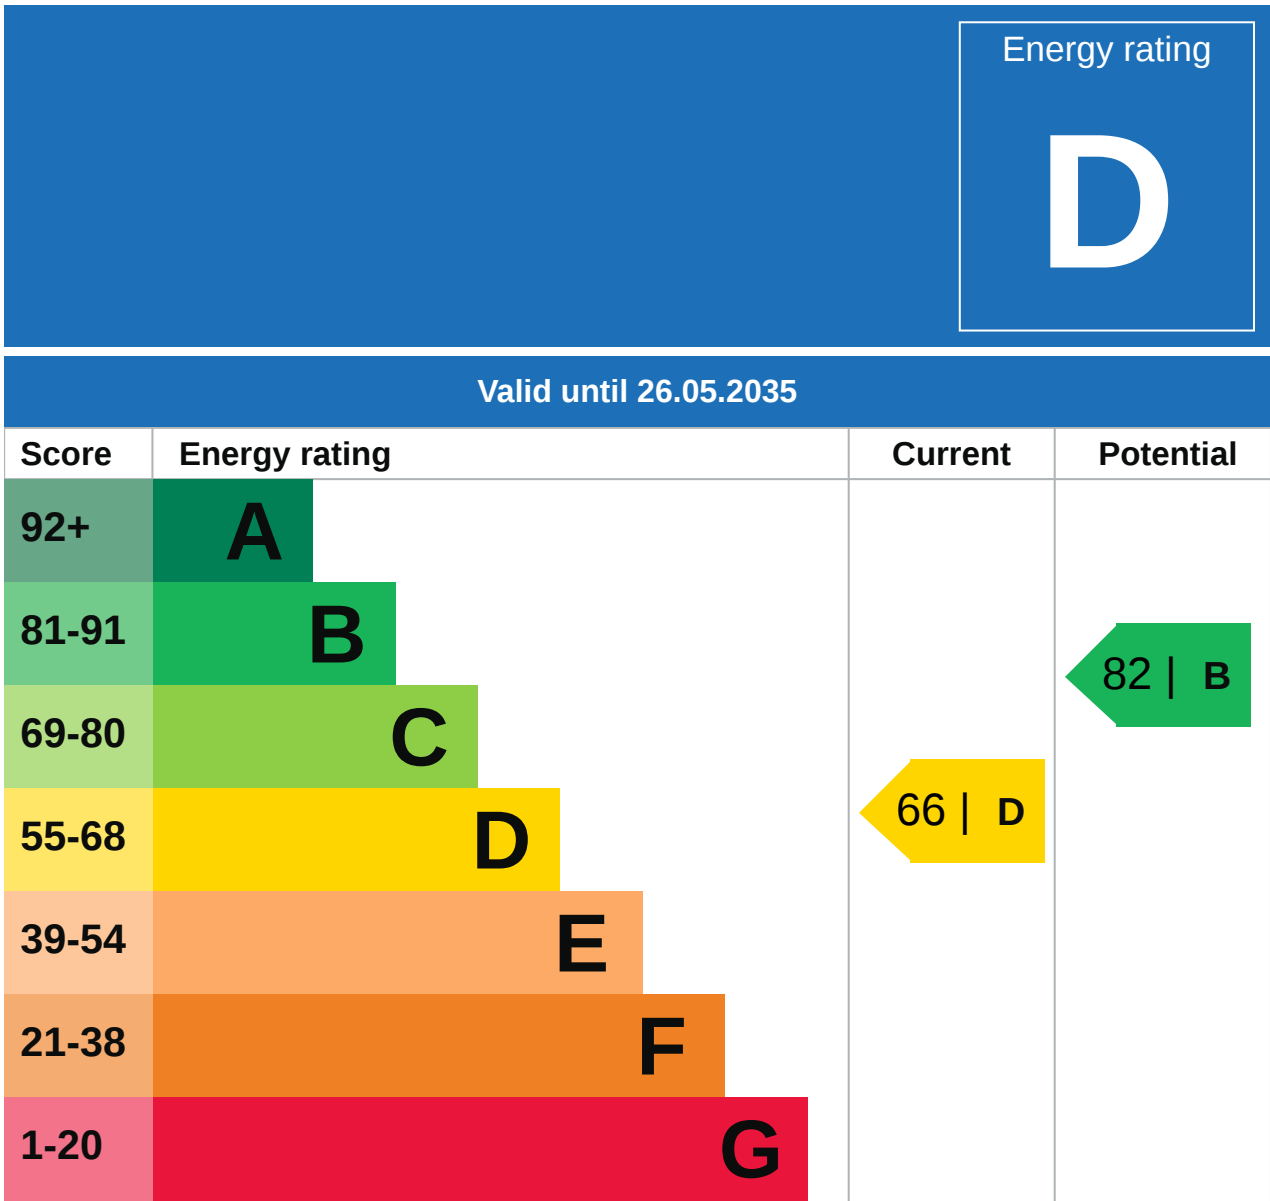 Energy rating
D
Valid until 26.05.2035
Score Energy rating Current Potential
92+ A
81-91 B
82 | B
69-80 C
55-68 D
66 | D
39-54 E
21-38 F
1-20 G